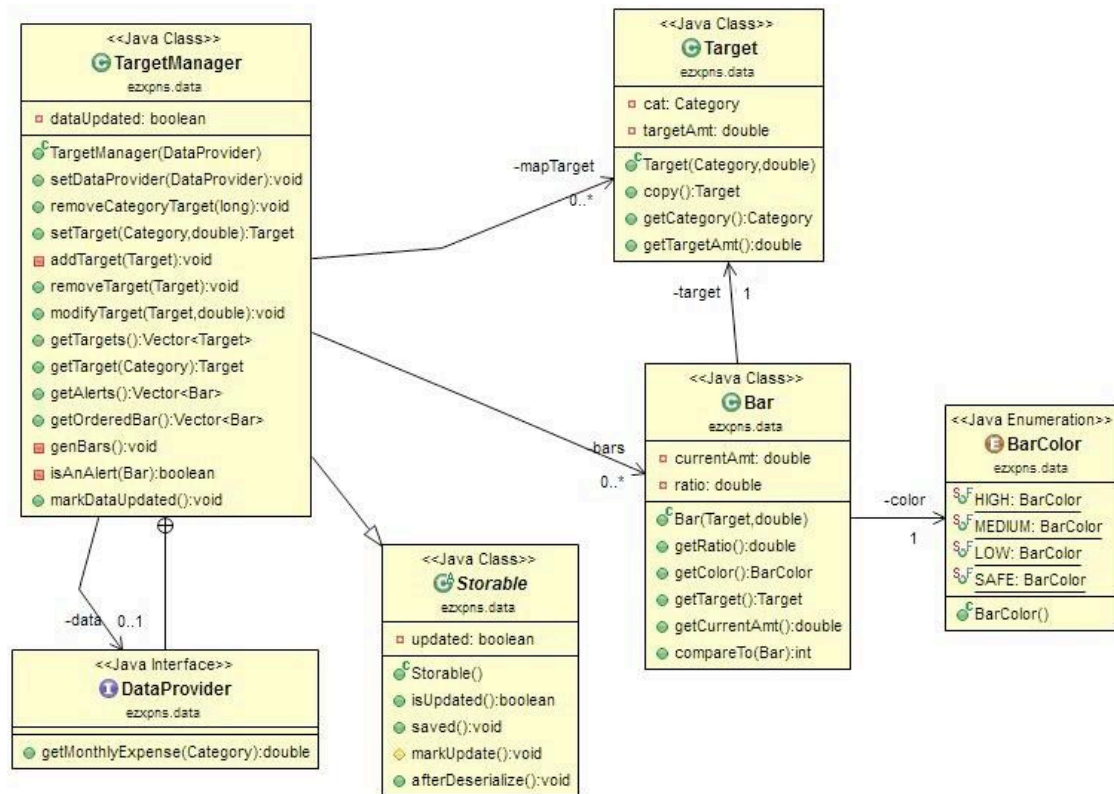 <<Java Class>>
TargetManager
ezxpns.data
dataUpdated: boolean
TargetManager(DataProvider)
setDataProvider(DataProvider):void
removeCategoryTarget(long):void
setTarget(Category,double):Target
addTarget(Target):void
removeTarget(Target):void
modifyTarget(Target,double):void
getTargets():Vector<Target>
getTarget(Category):Target
getAlerts():Vector<Bar>
getOrderedBar():Vector<Bar>
genBars():void
isAnAlert(Bar):boolean
markDataUpdated():void
-mapTarget
0..*
<<Java Class>>
Target
ezxpns.data
cat: Category
targetAmt: double
Target(Category,double)
copy():Target
getCategory():Category
getTargetAmt():double
-target 1
bars
0..*
<<Java Class>>
Bar
ezxpns.data
currentAmt: double
ratio: double
Bar(Target,double)
getRatio():double
getColor():BarColor
getTarget():Target
getCurrentAmt():double
compareTo(Bar):int
-color
1
<<Java Enumeration>>
BarColor
ezxpns.data
HIGH: BarColor
MEDIUM: BarColor
LOW: BarColor
SAFE: BarColor
BarColor()
-data 0..1
<<Java Interface>>
DataProvider
ezxpns.data
getMonthlyExpense(Category):double
<<Java Class>>
Storable
ezxpns.data
updated: boolean
Storable()
isUpdated():boolean
saved():void
markUpdate():void
afterDeserialize():void